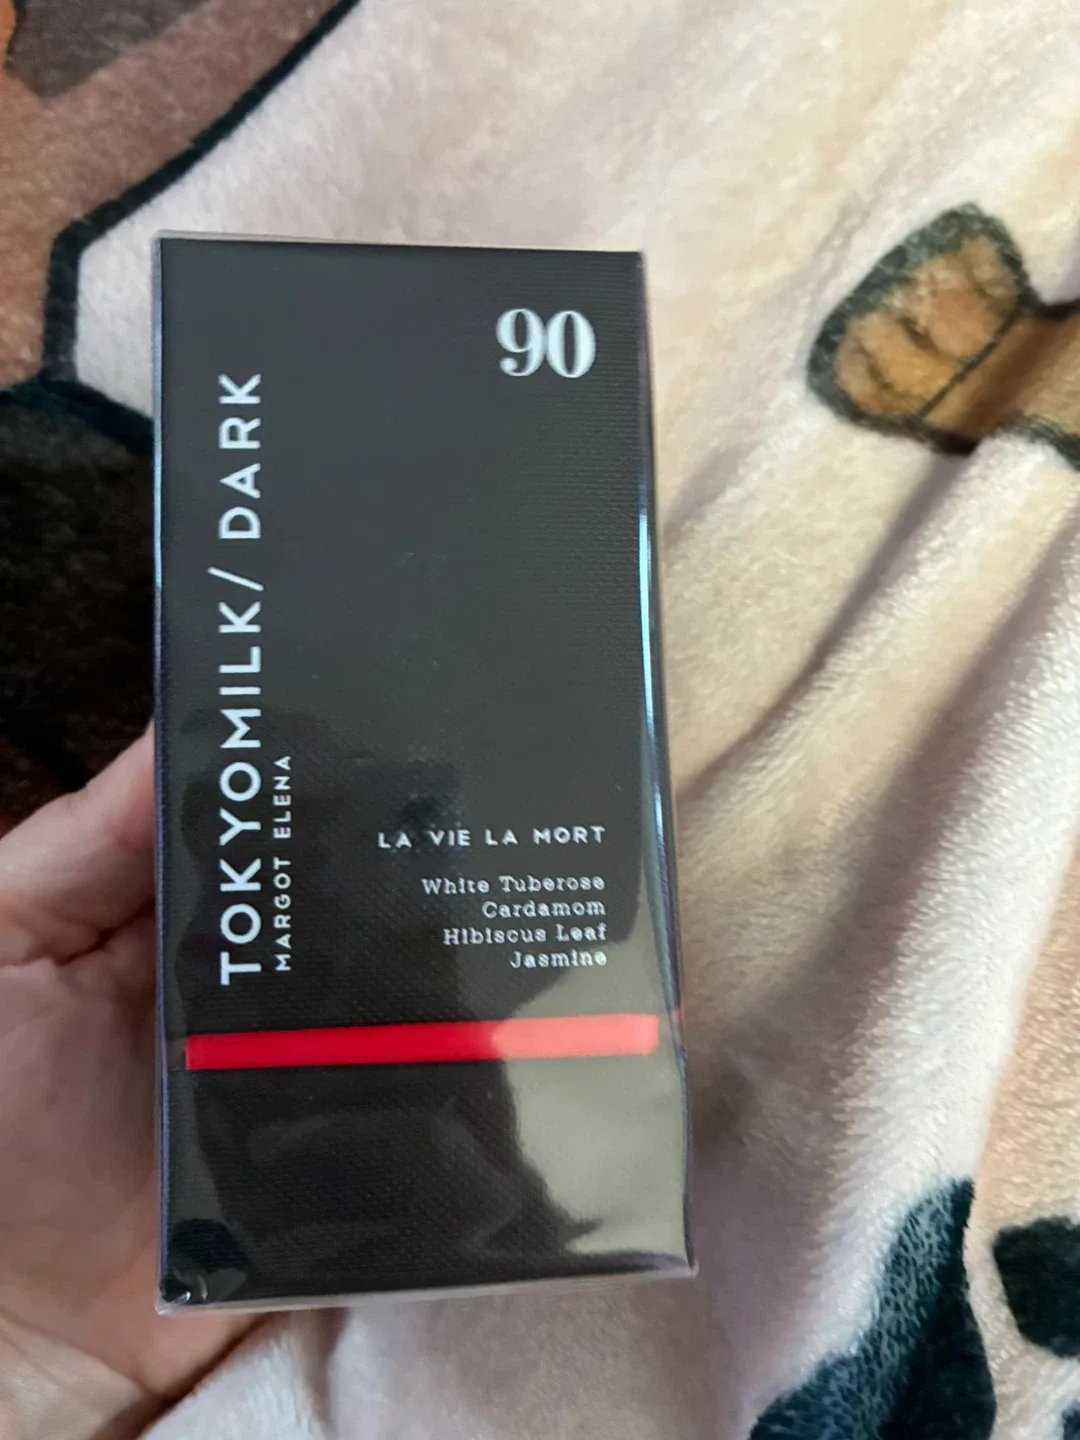 90
TOKYOMILK/ DARK
MARGOT ELENA
LA VIE LA MORT
White Tuberose
Cardamom
Hibiscus Leaf
Jasmine